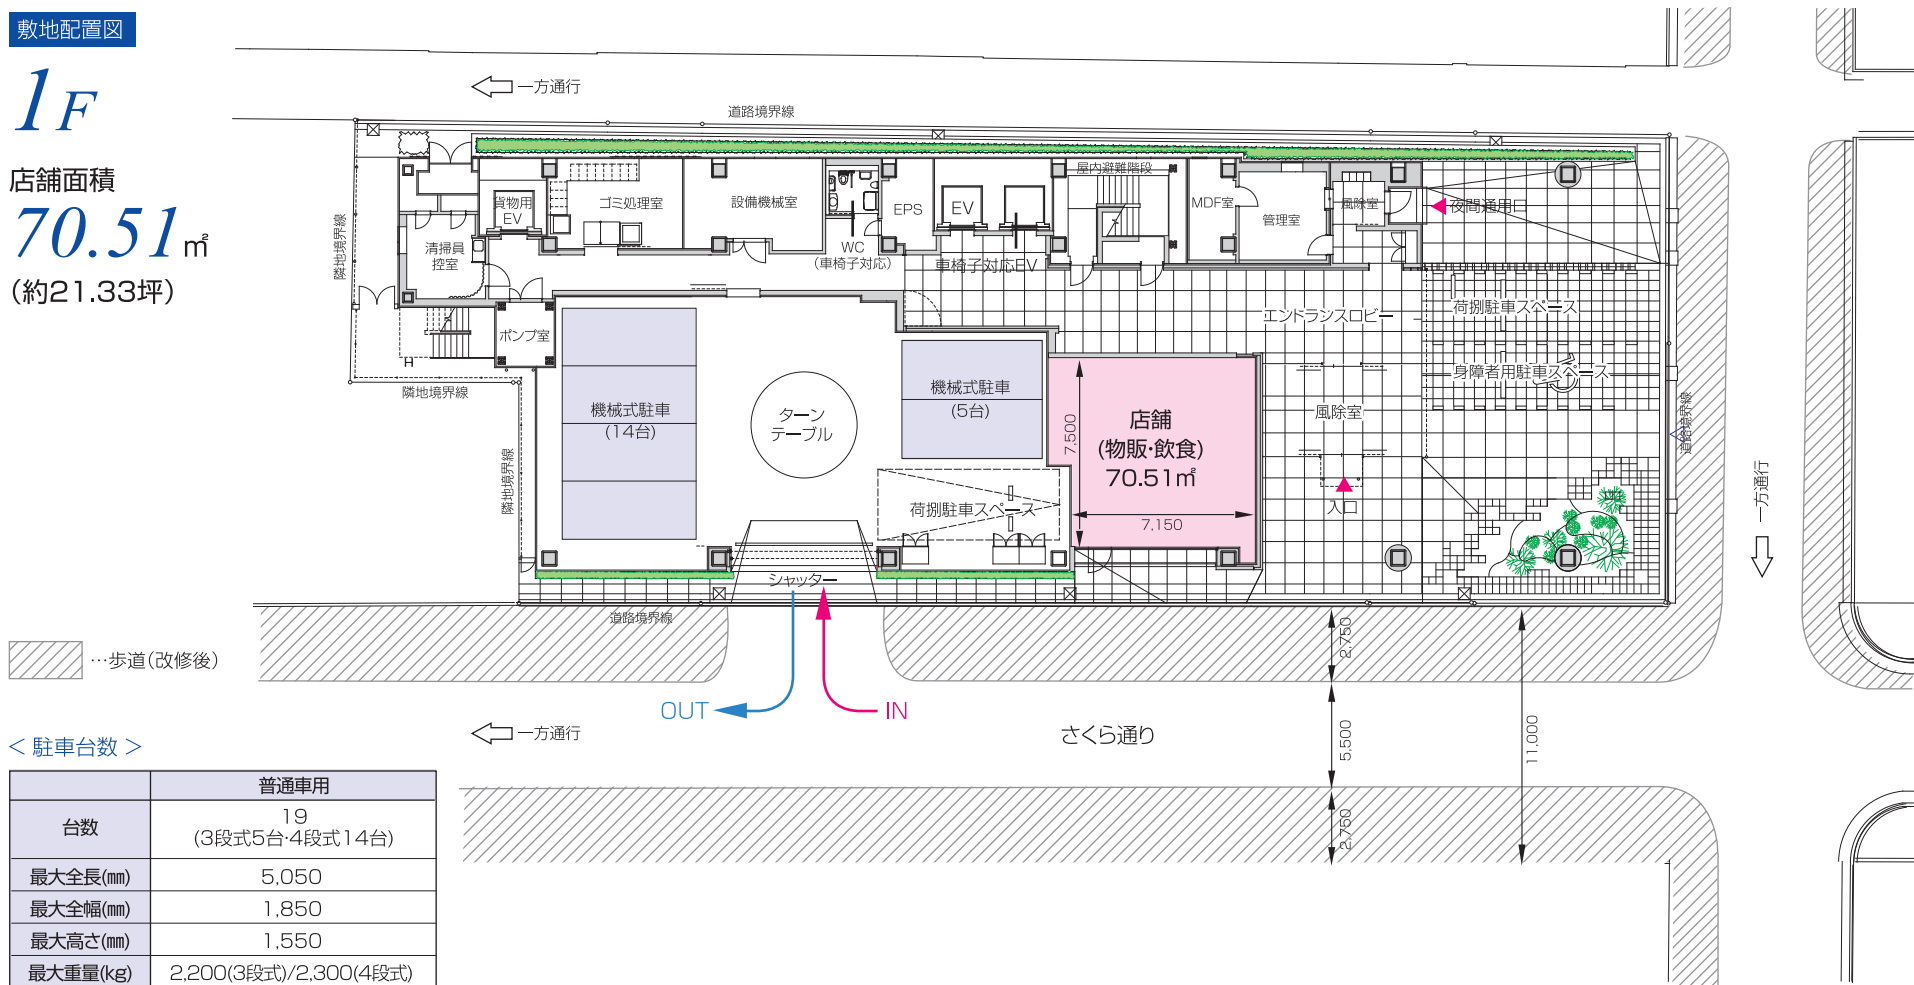 敷地配置図
1F
店舗面積
70.51㎡
(約21.33坪)
一方通行
道路境界線
隣地境界線
貨物用
EV
ゴミ処理室
設備機械室
WC
(車椅子対応)
EPS
EV
車椅子対応EV
屋内避難階段
MDF室
管理室
風除室
夜間通用口
清掃員
控室
ポンプ室
エントランスロビー
荷捌駐車スペース
身障者用駐車スペース
隣地境界線
隣地境界線
機械式駐車
(14台)
ターン
テーブル
機械式駐車
(5台)
7,500
店舗
(物販・飲食)
70.51㎡
7,150
風除室
入口
道路境界線
荷捌駐車スペース
シャッター
道路境界線
一方通行
…歩道(改修後)
2,750
OUT
IN
一方通行
さくら通り
5,500
11,000
2,750
＜ 駐車台数 ＞
普通車用
台数
19
(3段式5台・4段式14台)
最大全長(㎜) 5,050
最大全幅(㎜) 1,850
最大高さ(㎜) 1,550
最大重量(kg) 2,200(3段式)/2,300(4段式)